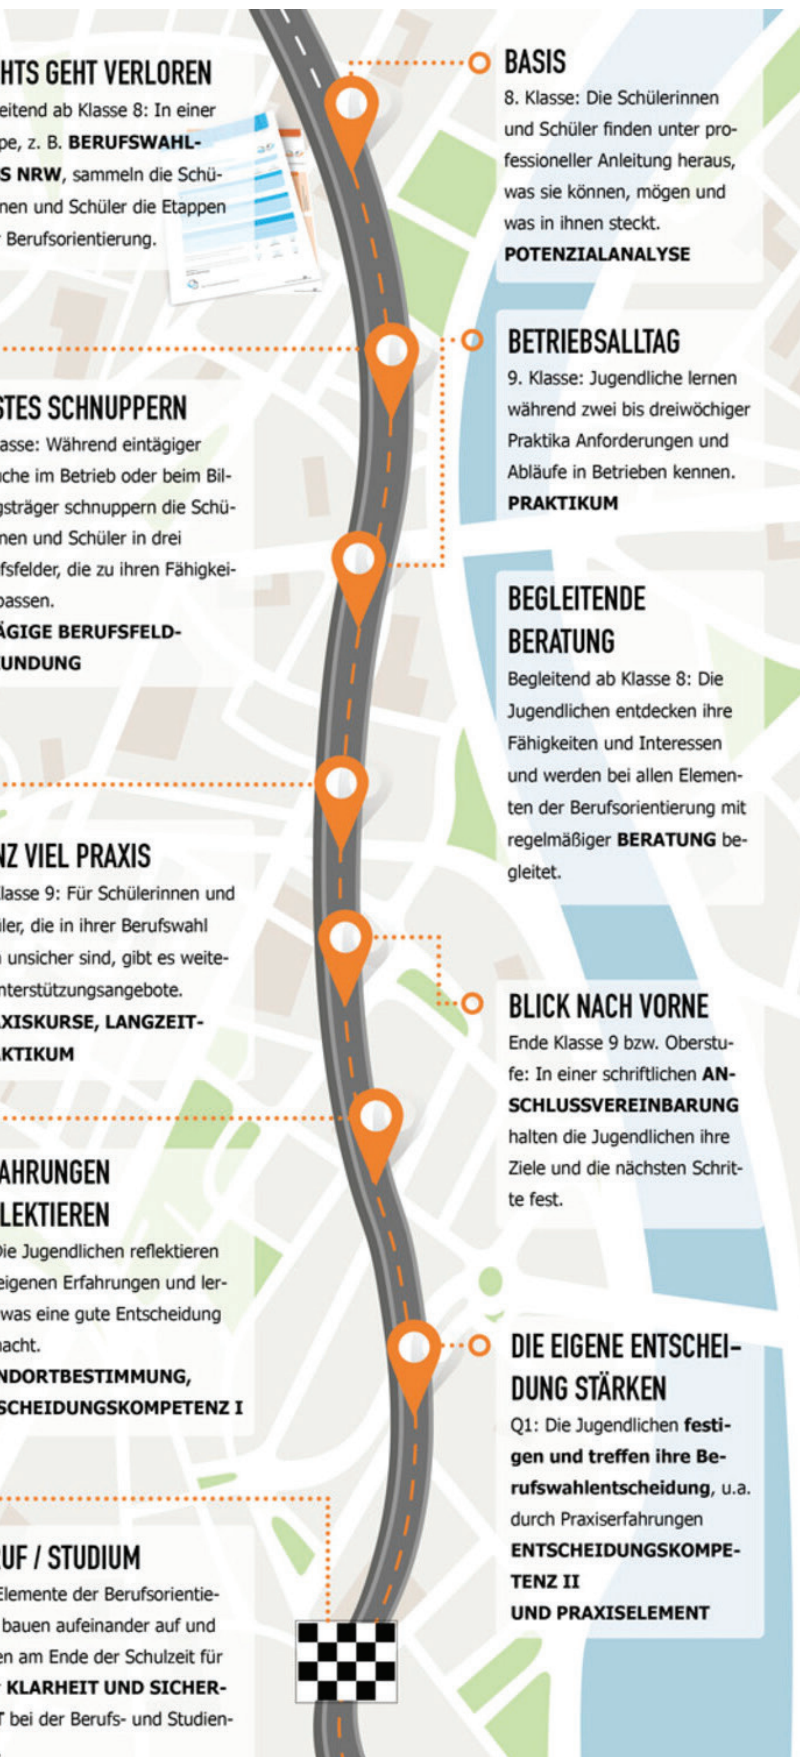 HTS GEHT VERLOREN
eitend ab Klasse 8: In einer
pe, z. B. BERUFSWAHL-
S NRW, sammeln die Schü-
nen und Schüler die Etappen
r Berufsorientierung.
STES SCHNUPPERN
asse: Während eintägiger
uche im Betrieb oder beim Bil-
gsträger schnuppern die Schü-
nen und Schüler in drei
fsfelder, die zu ihren Fähigkei-
passen.
ÄGIGE BERUFSFELD-
UNDUNG
NZ VIEL PRAXIS
lasse 9: Für Schülerinnen und
ler, die in ihrer Berufswahl
n unsicher sind, gibt es weite-
nterstützungsangebote.
XISKURSE, LANGZEIT-
KTIKUM
AHRUNGEN
LEKTIEREN
Die Jugendlichen reflektieren
eigenen Erfahrungen und ler-
was eine gute Entscheidung
acht.
NDORTBESTIMMUNG,
SCHEIDUNGSKOMPETENZ I
UF / STUDIUM
Elemente der Berufsorientie-
bauen aufeinander auf und
en am Ende der Schulzeit für
r KLARHEIT UND SICHER-
T bei der Berufs- und Studien-
BASIS
8. Klasse: Die Schülerinnen
und Schüler finden unter pro-
fessioneller Anleitung heraus,
was sie können, mögen und
was in ihnen steckt.
POTENZIALANALYSE
BETRIEBSALLTAG
9. Klasse: Jugendliche lernen
während zwei bis dreiwöchiger
Praktika Anforderungen und
Abläufe in Betrieben kennen.
PRAKTIKUM
BEGLEITENDE
BERATUNG
Begleitend ab Klasse 8: Die
Jugendlichen entdecken ihre
Fähigkeiten und Interessen
und werden bei allen Elemen-
ten der Berufsorientierung mit
regelmäßiger BERATUNG be-
gleitet.
BLICK NACH VORNE
Ende Klasse 9 bzw. Oberstu-
fe: In einer schriftlichen AN-
SCHLUSSVEREINBARUNG
halten die Jugendlichen ihre
Ziele und die nächsten Schrit-
te fest.
DIE EIGENE ENTSCHEI-
DUNG STÄRKEN
Q1: Die Jugendlichen festi-
gen und treffen ihre Be-
rufswahlentscheidung, u.a.
durch Praxiserfahrungen
ENTSCHEIDUNGSKOMPE-
TENZ II
UND PRAXISELEMENT